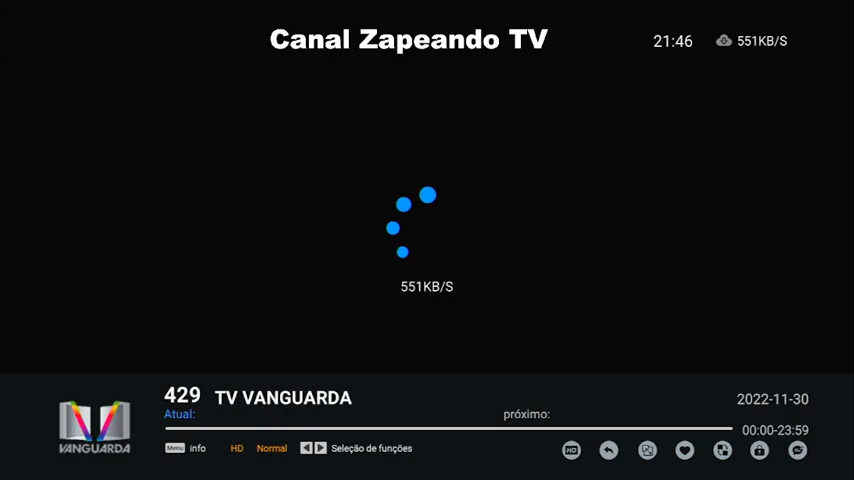 Canal Zapeando TV
21:46
551KB/S
551KB/S
429 TV VANGUARDA
2022-11-30
Atual:
próximo:
00:00-23:59
VANGUARDA
Menu info HD Normal Seleção de funções
HD